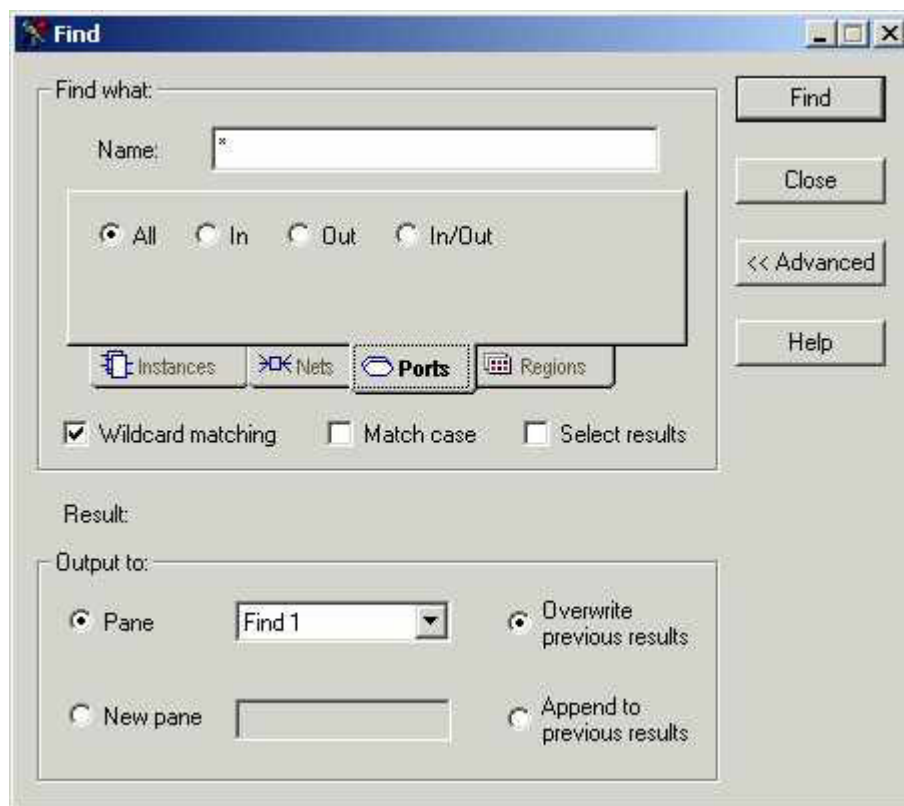 Find
Find what:
Find
Name: *
Close
All In Out In/Out
<< Advanced
Help
Instances Nets Ports Regions
Wildcard matching Match case Select results
Result:
Output to:
Pane Find 1 Overwrite
previous results
New pane Append to
previous results